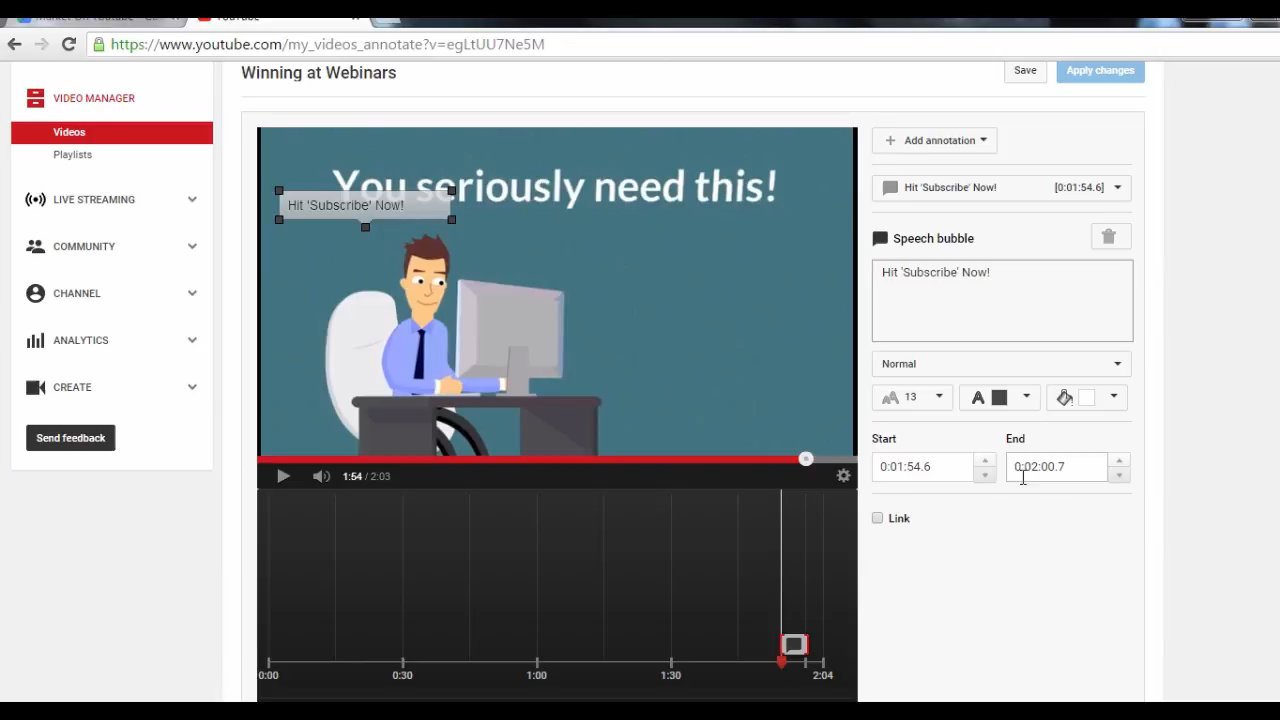 YouTube
https://www.youtube.com/my_videos_annotate?v=egLtUU7Ne5M
Winning at Webinars
Save
Apply changes
VIDEO MANAGER
Videos
Playlists
LIVE STREAMING
COMMUNITY
CHANNEL
ANALYTICS
CREATE
Send feedback
You seriously need this!
Hit 'Subscribe' Now!
1:54 / 2:03
0:00
0:30
1:00
1:30
2:04
Add annotation
Hit 'Subscribe' Now! [0:01:54.6]
Speech bubble
Hit 'Subscribe' Now!
Normal
13
Start End
0:01:54.6 0:02:00.7
Link